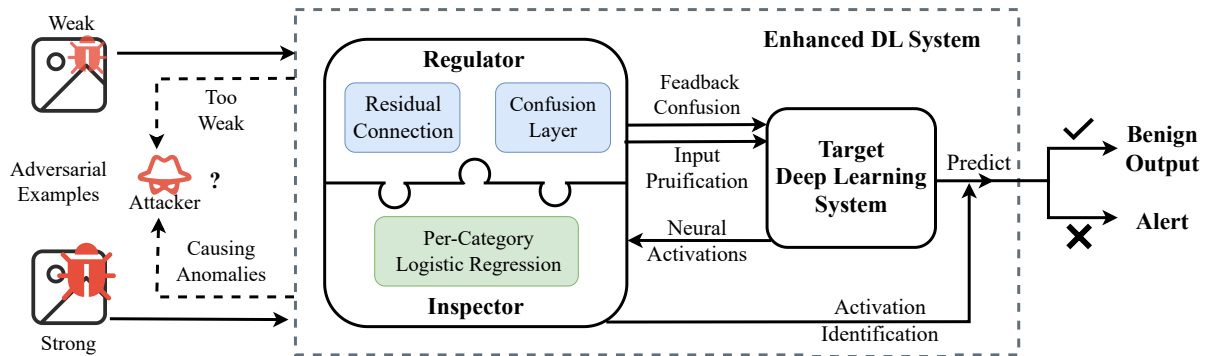 Weak
Too
Weak
Adversarial
Examples
Attacker
?
Causing
Anomalies
Strong
Enhanced DL System
Regulator
Residual
Connection
Confusion
Layer
Per-Category
Logistic Regression
Inspector
Feedback
Confusion
Input
Pruification
Neural
Activations
Target
Deep Learning
System
Predict
Activation
Identification
Benign
Output
Alert